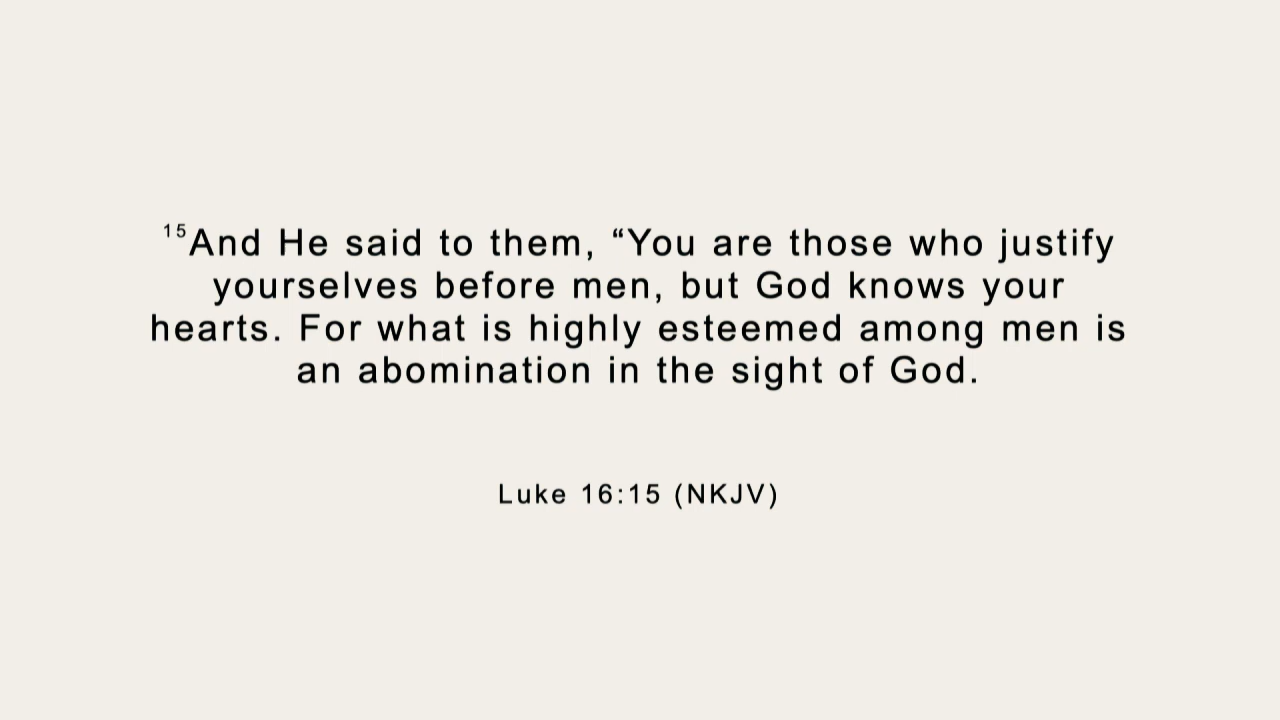 15And He said to them, “You are those who justify
yourselves before men, but God knows your
hearts. For what is highly esteemed among men is
an abomination in the sight of God.
Luke 16:15 (NKJV)